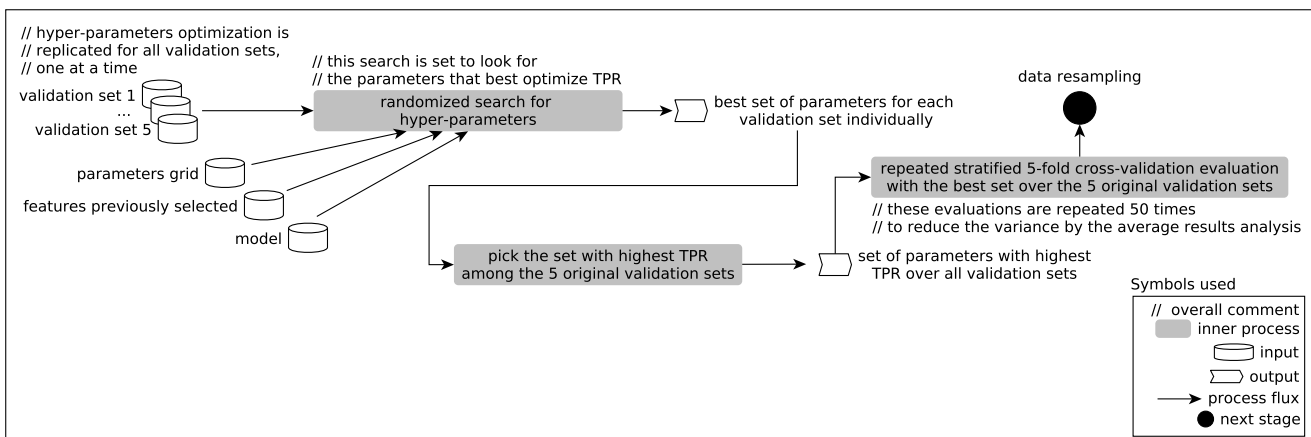 // hyper-parameters optimization is
// replicated for all validation sets,
// one at a time
validation set 1
...
validation set 5
parameters grid
features previously selected
model
// this search is set to look for
// the parameters that best optimize TPR
randomized search for
hyper-parameters
best set of parameters for each
validation set individually
pick the set with highest TPR
among the 5 original validation sets
set of parameters with highest
TPR over all validation sets
data resampling
repeated stratified 5-fold cross-validation evaluation
with the best set over the 5 original validation sets
// these evaluations are repeated 50 times
// to reduce the variance by the average results analysis
Symbols used
// overall comment
inner process
input
output
process flux
next stage